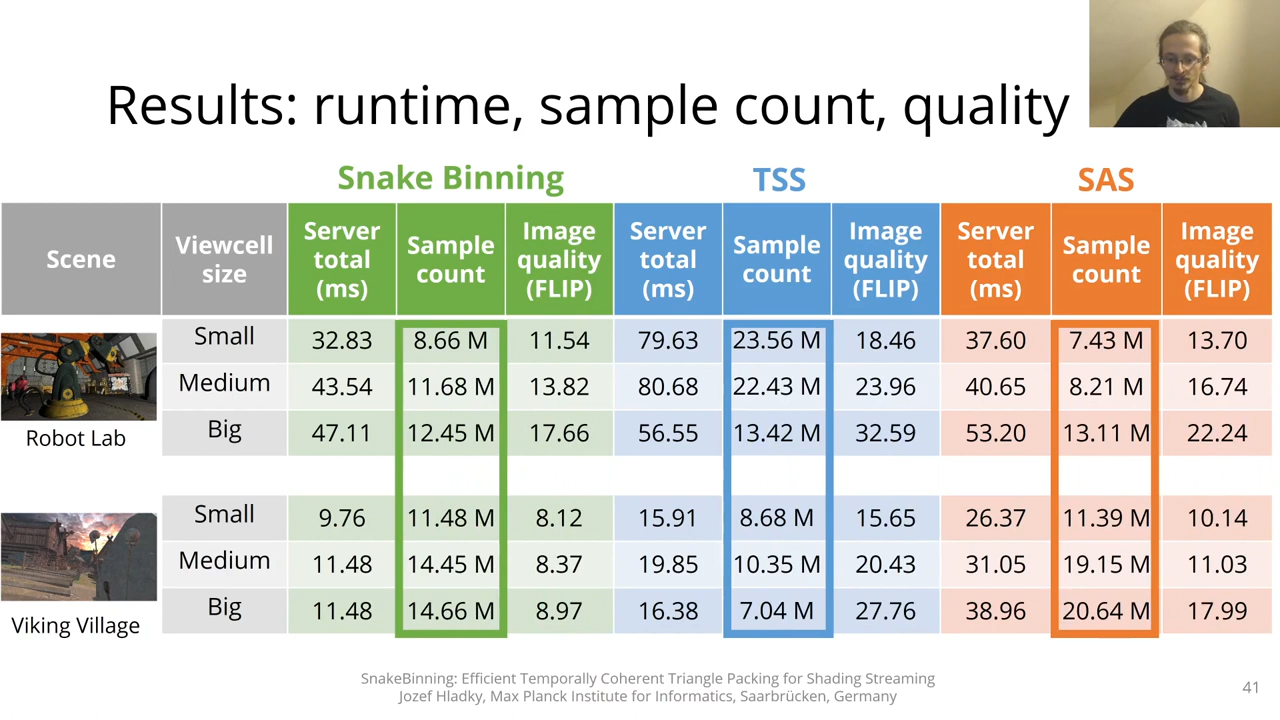 Results: runtime, sample count, quality
Snake Binning TSS SAS
Scene Viewcell size Server total (ms) Sample count Image quality (FLIP) Server total (ms) Sample count Image quality (FLIP) Server total (ms) Sample count Image quality (FLIP)
Small 32.83 8.66 M 11.54 79.63 23.56 M 18.46 37.60 7.43 M 13.70
Medium 43.54 11.68 M 13.82 80.68 22.43 M 23.96 40.65 8.21 M 16.74
Big 47.11 12.45 M 17.66 56.55 13.42 M 32.59 53.20 13.11 M 22.24
Robot Lab
Small 9.76 11.48 M 8.12 15.91 8.68 M 15.65 26.37 11.39 M 10.14
Medium 11.48 14.45 M 8.37 19.85 10.35 M 20.43 31.05 19.15 M 11.03
Big 11.48 14.66 M 8.97 16.38 7.04 M 27.76 38.96 20.64 M 17.99
Viking Village
SnakeBinning: Efficient Temporally Coherent Triangle Packing for Shading Streaming
Jozef Hladky, Max Planck Institute for Informatics, Saarbrücken, Germany
41